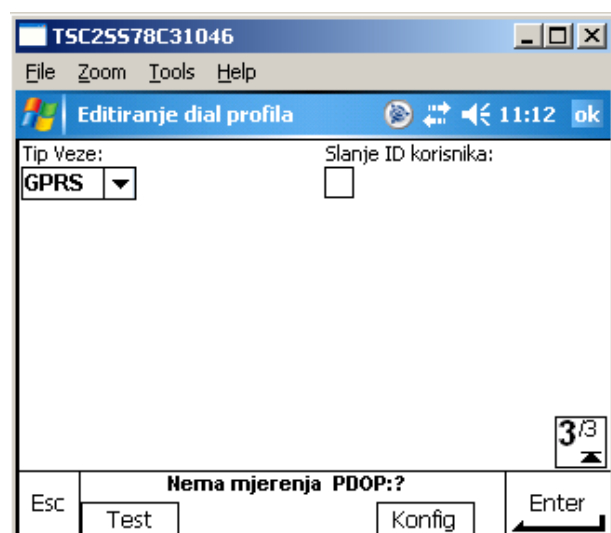 TSC2SS78C31046
File Zoom Tools Help
Editiranje dial profila 11:12 ok
Tip Veze: Slanje ID korisnika:
GPRS
3/3
Nema mjerenja PDOP:?
Esc Test Konfig Enter